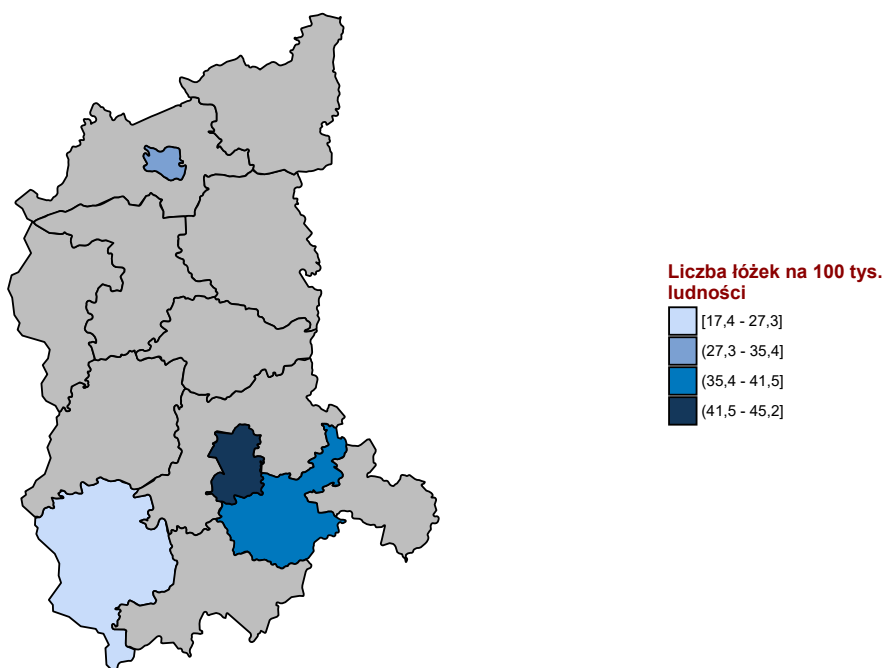 Liczba łóżek na 100 tys.
ludności
[17,4 - 27,3]
(27,3 - 35,4]
(35,4 - 41,5]
(41,5 - 45,2]